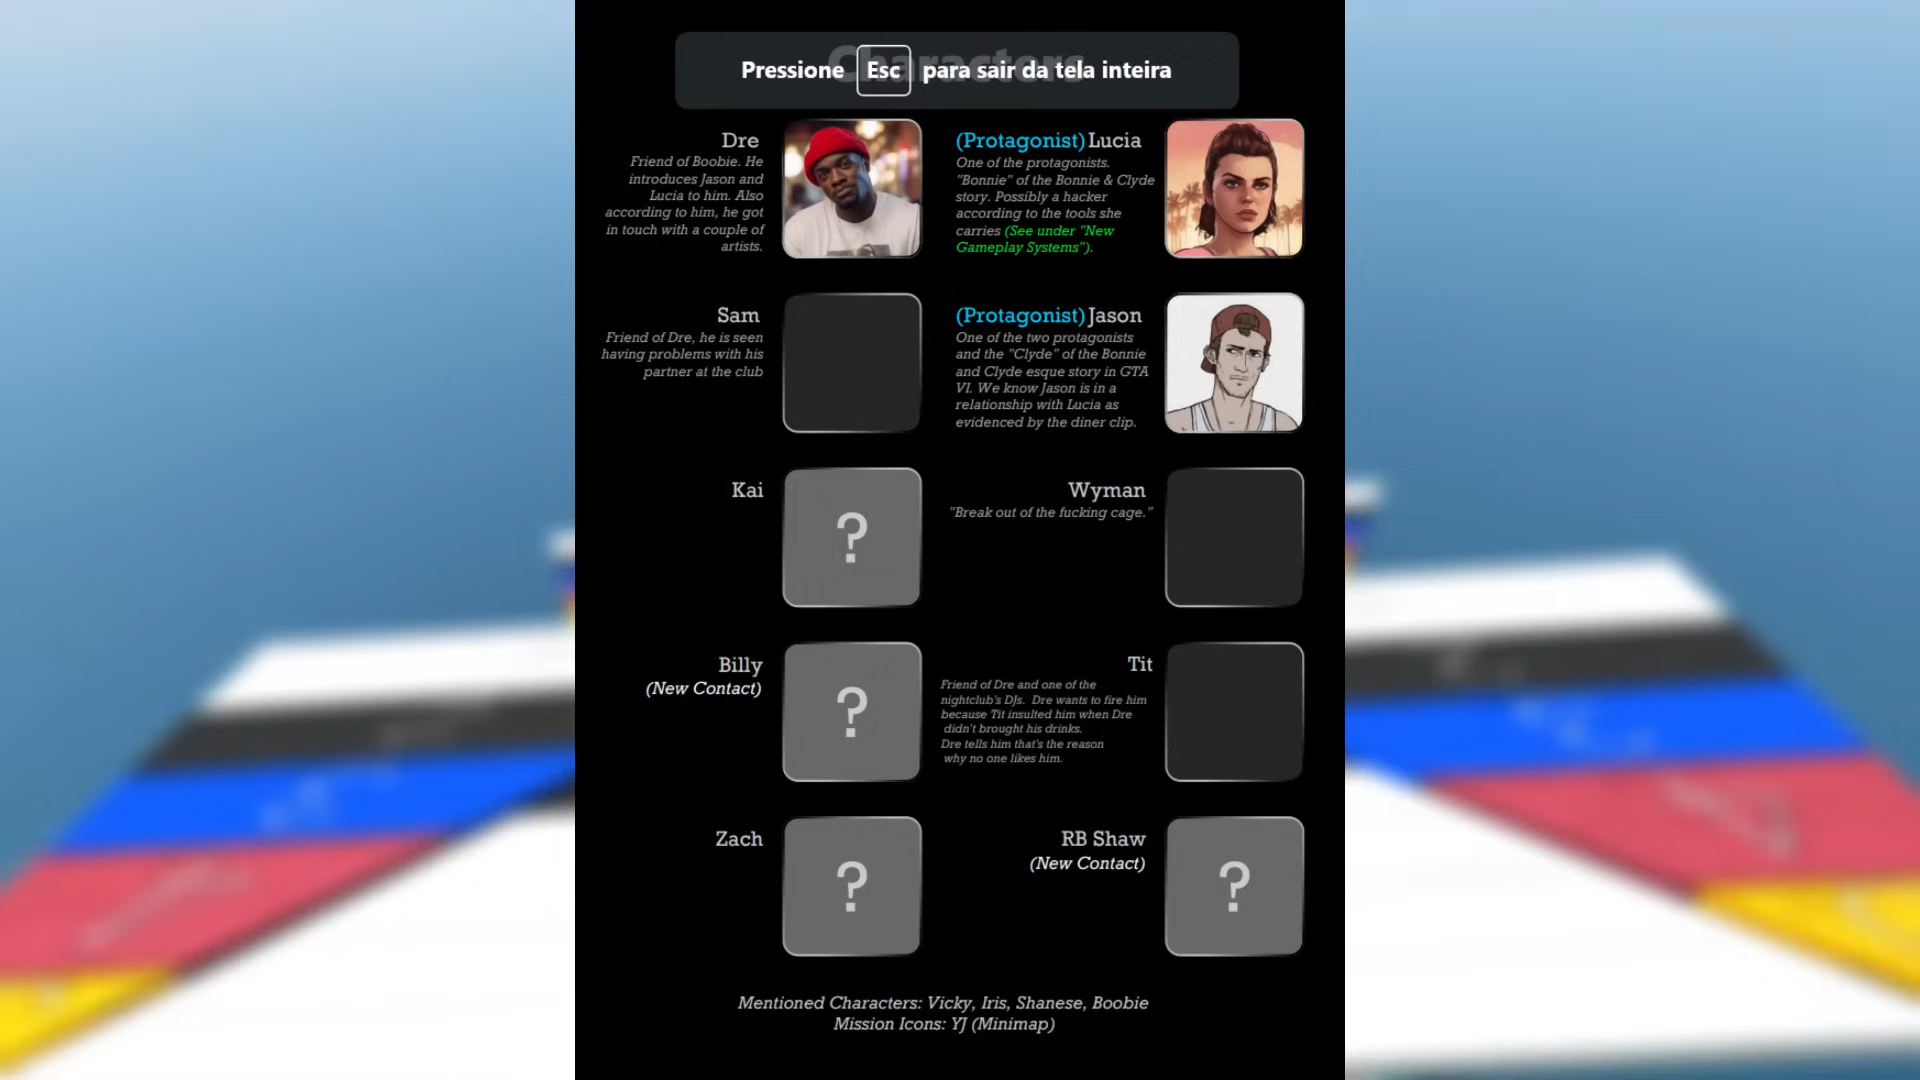 Characters
Pressione Esc para sair da tela inteira
Dre
Friend of Boobie. He
introduces Jason and
Lucia to him. Also
according to him, he got
in touch with a couple of
artists.
(Protagonist) Lucia
One of the protagonists.
"Bonnie" of the Bonnie & Clyde
story. Possibly a hacker
according to the tools she
carries (See under "New
Gameplay Systems").
Sam
Friend of Dre, he is seen
having problems with his
partner at the club
(Protagonist) Jason
One of the two protagonists
and the "Clyde" of the Bonnie
and Clyde esque story in GTA
VI. We know Jason is in a
relationship with Lucia as
evidenced by the diner clip.
Kai
?
Wyman
"Break out of the fucking cage."
Billy
(New Contact)
?
Tit
Friend of Dre and one of the
nightclub's DJs. Dre wants to fire him
because Tit insulted him when Dre
didn't brought his drinks.
Dre tells him that's the reason
why no one likes him.
Zach
?
RB Shaw
(New Contact)
?
Mentioned Characters: Vicky, Iris, Shanese, Boobie
Mission Icons: YJ (Minimap)